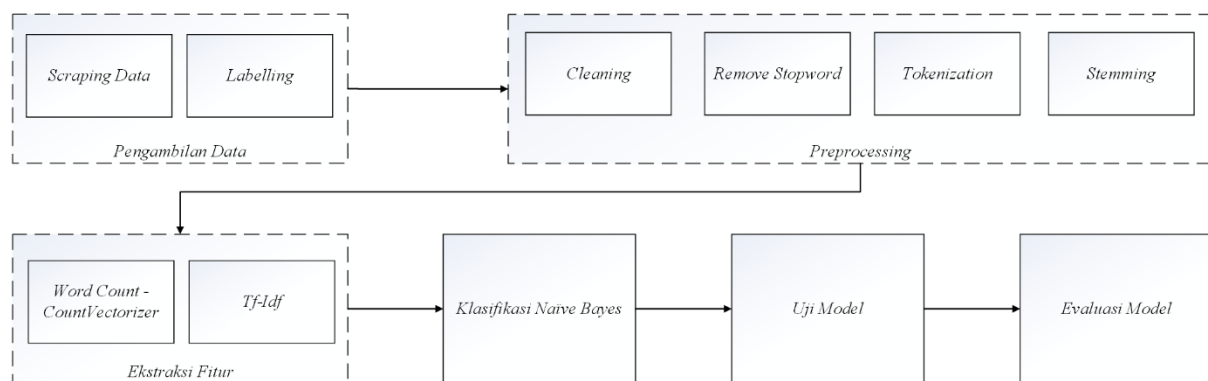 Scraping Data
Labelling
Pengambilan Data
Cleaning
Remove Stopword
Tokenization
Stemming
Preprocessing
Word Count -
CountVectorizer
Tf-Idf
Ekstraksi Fitur
Klasifikasi Naïve Bayes
Uji Model
Evaluasi Model